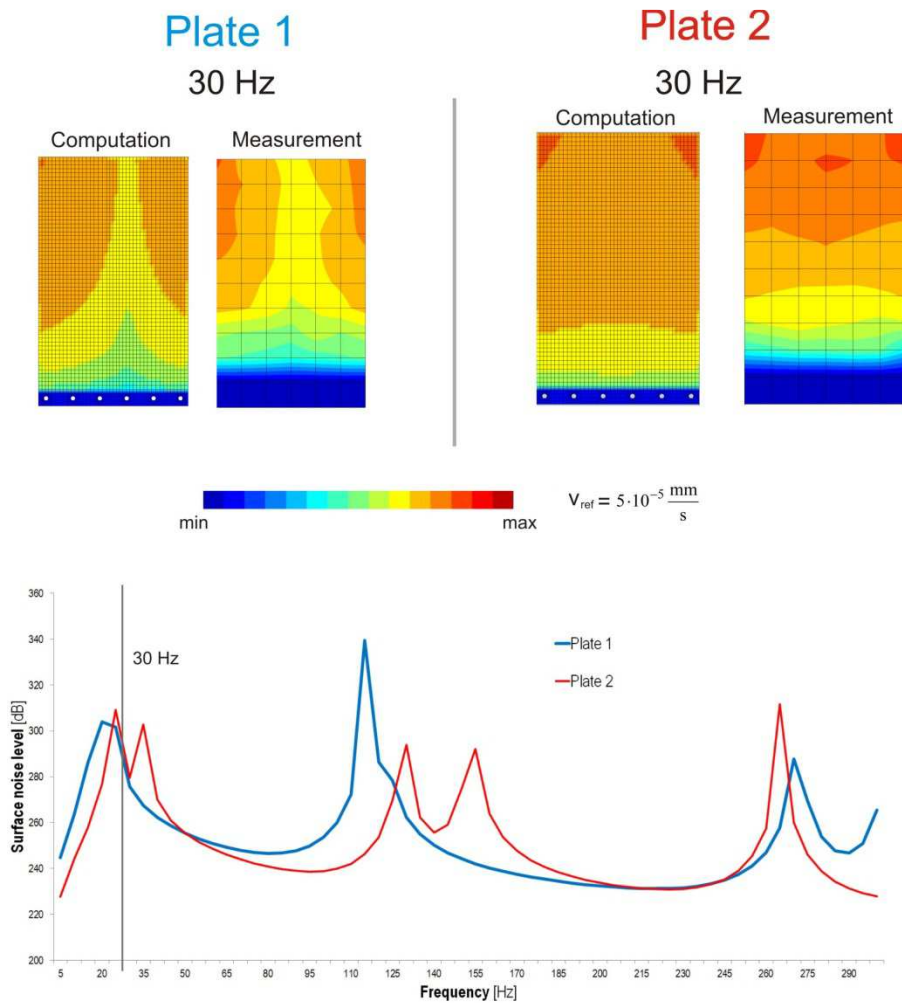 Plate 1
Plate 2
30 Hz
30 Hz
Computation
Measurement
Computation
Measurement
min
max
V_ref = 5·10⁻⁵ mm/s
360
340
320
300
280
260
240
220
200
Surface noise level [dB]
30 Hz
Plate 1
Plate 2
5 20 35 50 65 80 95 110 125 140 155 170 185 200 215 230 245 260 275 290
Frequency [Hz]